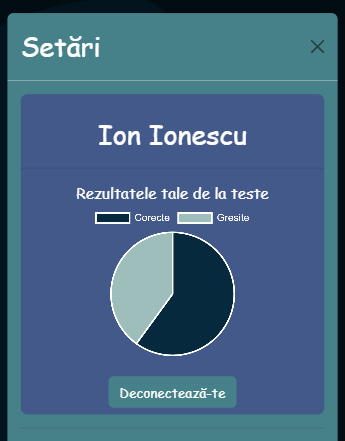 Setări
Ion Ionescu
Rezultatele tale de la teste
Corecte Gresite
Deconectează-te